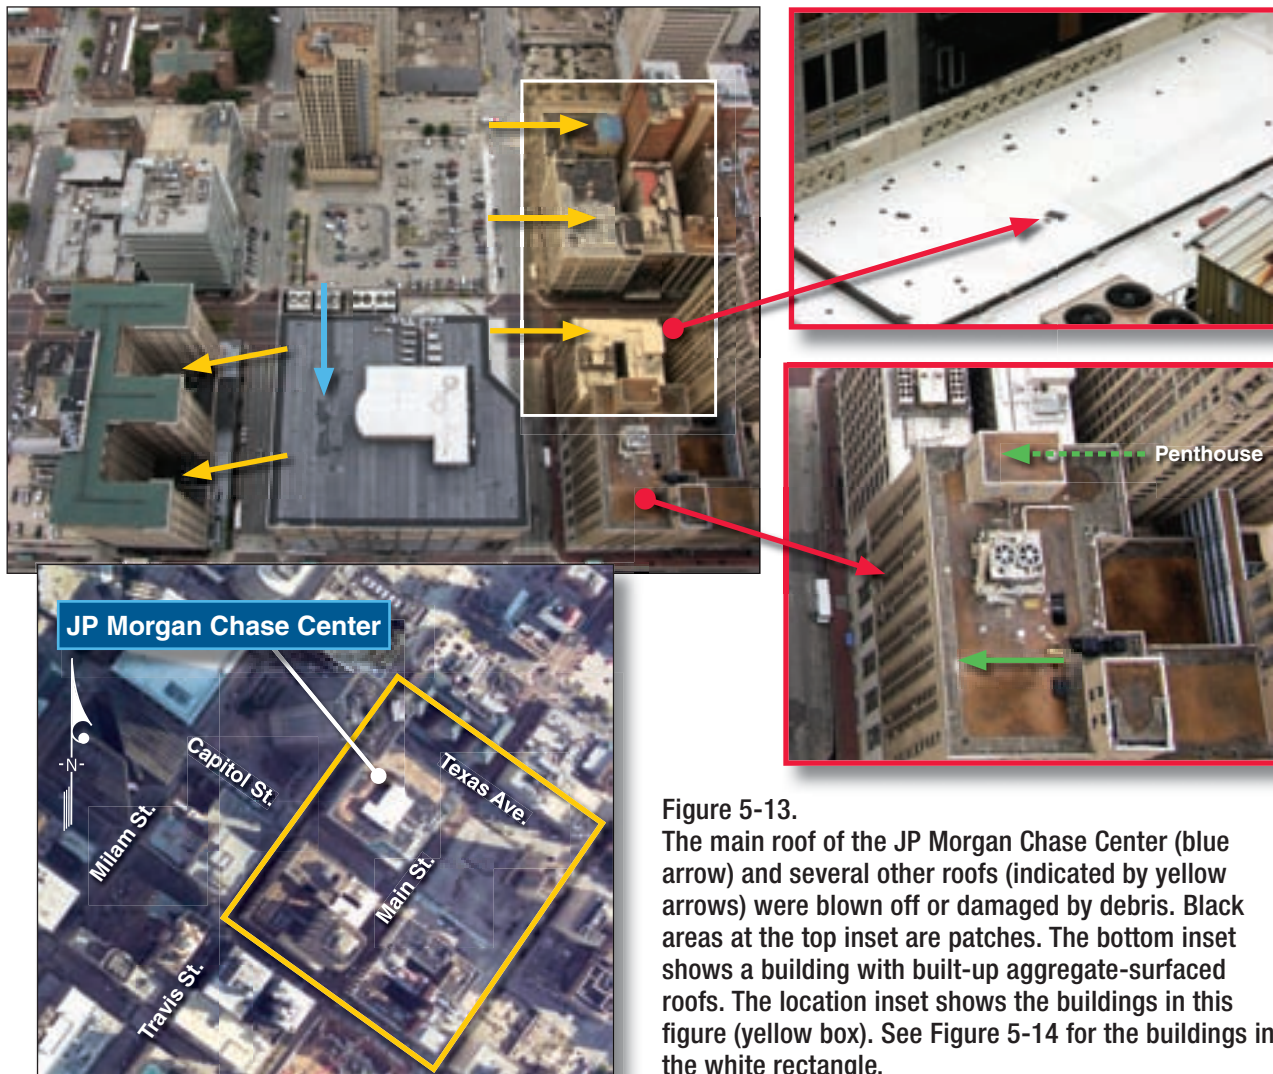 Penthouse
JP Morgan Chase Center
-N-
Capitol St.
Texas Ave.
Milam St.
Main St.
Travis St.
Figure 5-13.
The main roof of the JP Morgan Chase Center (blue
arrow) and several other roofs (indicated by yellow
arrows) were blown off or damaged by debris. Black
areas at the top inset are patches. The bottom inset
shows a building with built-up aggregate-surfaced
roofs. The location inset shows the buildings in this
figure (yellow box). See Figure 5-14 for the buildings in
the white rectangle.